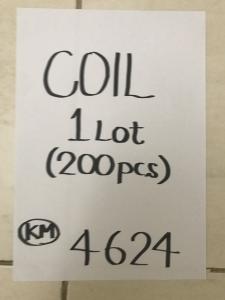 COIL
1 Lot
(200pcs)
KM 4624